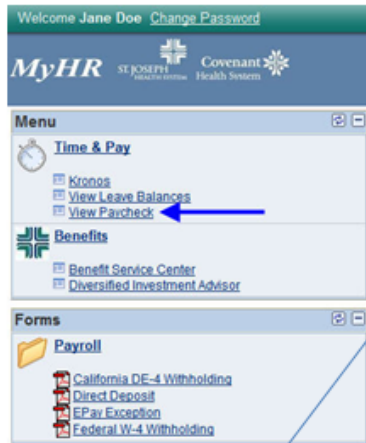 Welcome Jane Doe Change Password
MyHR ST. JOSEPH HEALTH SYSTEM Covenant Health System
Menu
Time & Pay
Kronos
View Leave Balances
View Paycheck
Benefits
Benefit Service Center
Diversified Investment Advisor
Forms
Payroll
California DE-4 Withholding
Direct Deposit
EPay Exception
Federal W-4 Withholding